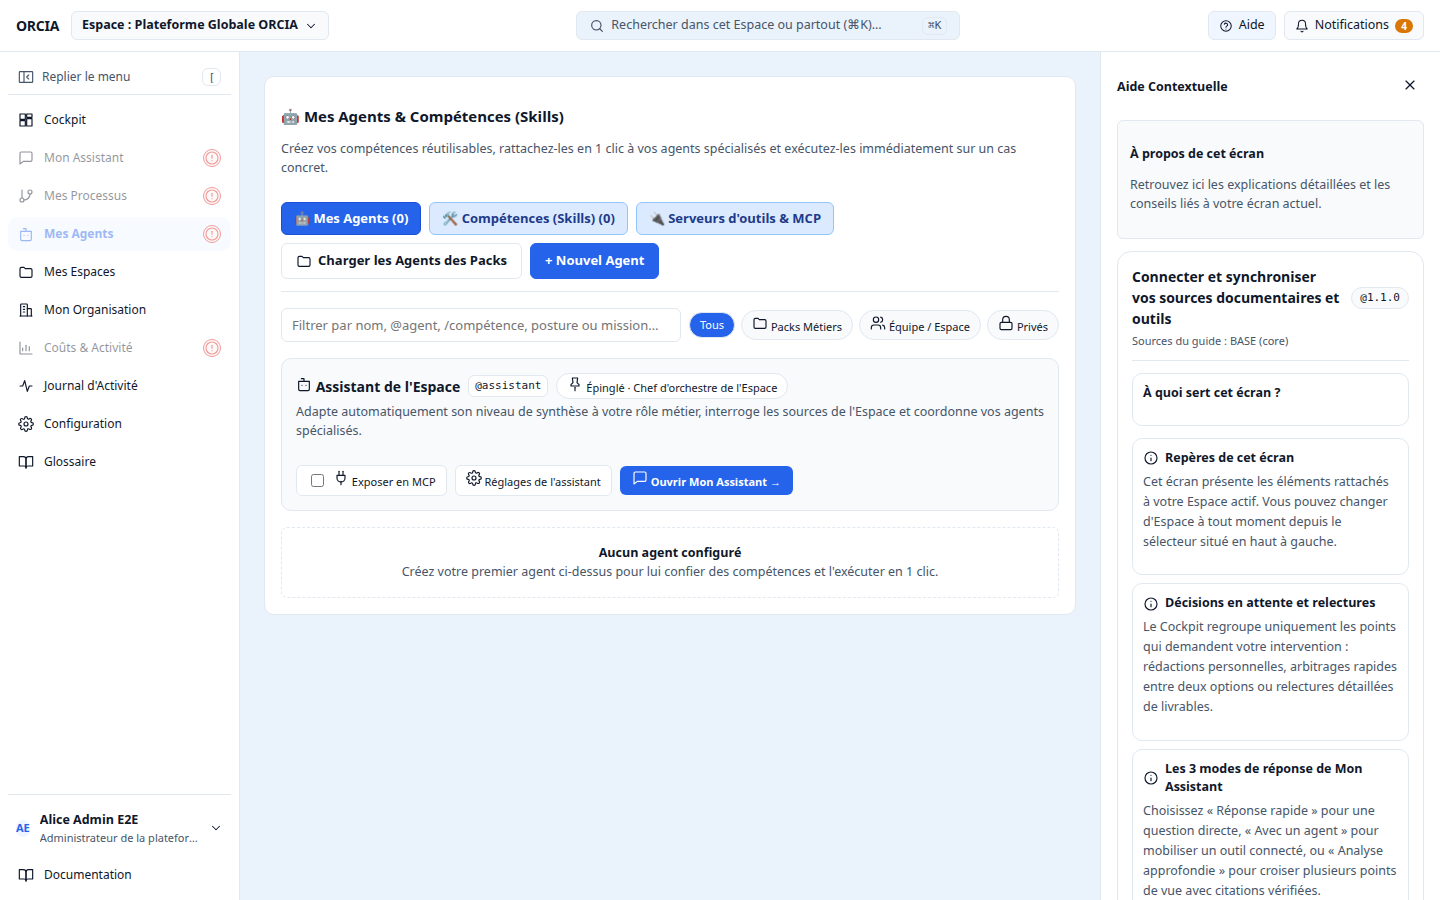 ORCIA
Espace : Plateforme Globale ORCIA
Rechercher dans cet Espace ou partout (⌘K)...
⌘K
Aide
Notifications 4
Replier le menu
[
Cockpit
Mon Assistant
Mes Processus
Mes Agents
Mes Espaces
Mon Organisation
Coûts & Activité
Journal d'Activité
Configuration
Glossaire
AE
Alice Admin E2E
Administrateur de la platefor...
Documentation
🤖 Mes Agents & Compétences (Skills)
Créez vos compétences réutilisables, rattachez-les en 1 clic à vos agents spécialisés et exécutez-les immédiatement sur un cas
concret.
🤖 Mes Agents (0)
🛠️ Compétences (Skills) (0)
🔌 Serveurs d'outils & MCP
Charger les Agents des Packs
+ Nouvel Agent
Filtrer par nom, @agent, /compétence, posture ou mission...
Tous
Packs Métiers
Équipe / Espace
Privés
Assistant de l'Espace
@assistant
Épinglé · Chef d'orchestre de l'Espace
Adapte automatiquement son niveau de synthèse à votre rôle métier, interroge les sources de l'Espace et coordonne vos agents
spécialisés.
Exposer en MCP
Réglages de l'assistant
Ouvrir Mon Assistant →
Aucun agent configuré
Créez votre premier agent ci-dessus pour lui confier des compétences et l'exécuter en 1 clic.
Aide Contextuelle
À propos de cet écran
Retrouvez ici les explications détaillées et les
conseils liés à votre écran actuel.
Connecter et synchroniser
vos sources documentaires et
outils
@1.1.0
Sources du guide : BASE (core)
À quoi sert cet écran ?
Repères de cet écran
Cet écran présente les éléments rattachés
à votre Espace actif. Vous pouvez changer
d'Espace à tout moment depuis le
sélecteur situé en haut à gauche.
Décisions en attente et relectures
Le Cockpit regroupe uniquement les points
qui demandent votre intervention :
rédactions personnelles, arbitrages rapides
entre deux options ou relectures détaillées
de livrables.
Les 3 modes de réponse de Mon
Assistant
Choisissez « Réponse rapide » pour une
question directe, « Avec un agent » pour
mobiliser un outil connecté, ou « Analyse
approfondie » pour croiser plusieurs points
de vue avec citations vérifiées.